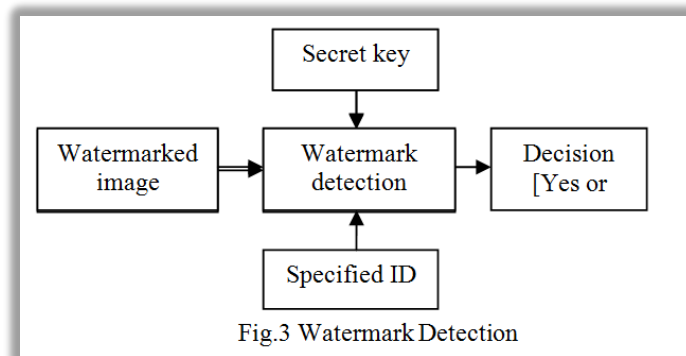 Secret key
Watermarked
image
Watermark
detection
Decision
[Yes or
Specified ID
Fig.3 Watermark Detection